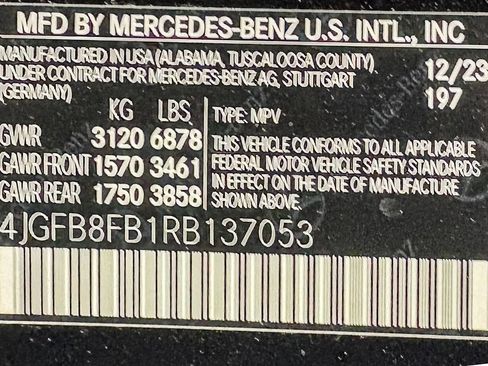 MFD BY MERCEDES-BENZ U.S. INTL., INC
MANUFACTURED IN USA (ALABAMA, TUSCALOOSA COUNTY) 12/23
UNDER CONTRACT FOR MERCEDES-BENZ AG, STUTTGART 197
(GERMANY)
KG LBS TYPE: MPV
GVWR 3120 6878 THIS VEHICLE CONFORMS TO ALL APPLICABLE
GAWR FRONT 1570 3461 FEDERAL MOTOR VEHICLE SAFETY STANDARDS
GAWR REAR 1750 3858 IN EFFECT ON THE DATE OF MANUFACTURE
SHOWN ABOVE.
4JGFB8FB1RB137053